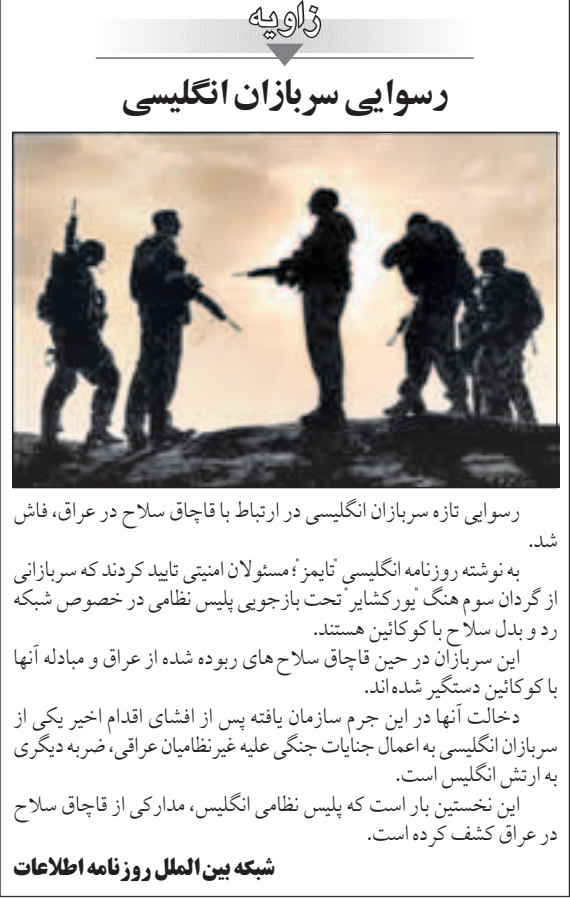 زاویه
رسوایی سربازان انگلیسی
رسوایی تازه سربازان انگلیسی در ارتباط با قاچاق سلاح در عراق، فاش
شد.
به نوشته روزنامه انگلیسی "تایمز"؛ مسئولان امنیتی تایید کردند که سربازانی
از گردان سوم هنگ "یورکشایر" تحت بازجویی پلیس نظامی در خصوص شبکه
رد و بدل سلاح با کوکائین هستند.
این سربازان در حین قاچاق سلاح‌های ربوده شده از عراق و مبادله آنها
با کوکائین دستگیر شده‌اند.
دخالت آنها در این جرم سازمان یافته پس از افشای اقدام اخیر یکی از
سربازان انگلیسی به اعمال جنایات جنگی علیه غیرنظامیان عراقی، ضربه دیگری
به ارتش انگلیس است.
این نخستین بار است که پلیس نظامی انگلیس، مدارکی از قاچاق سلاح
در عراق کشف کرده است.
شبکه بین‌الملل روزنامه اطلاعات